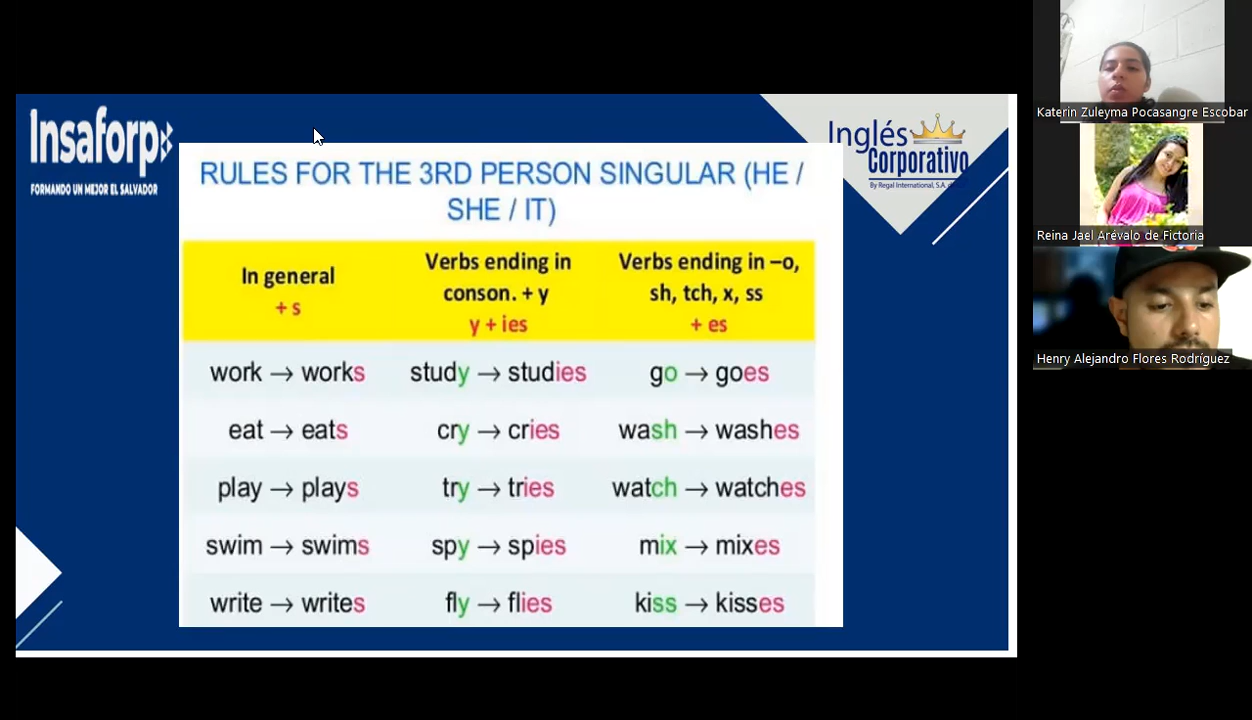 Insaforp
FORMANDO UN MEJOR EL SALVADOR
Inglés
Corporativo
By Regal International, S.A.
RULES FOR THE 3RD PERSON SINGULAR (HE /
SHE / IT)
In general
+ s
Verbs ending in
conson. + y
y + ies
Verbs ending in –o,
sh, tch, x, ss
+ es
work → works
study → studies
go → goes
eat → eats
cry → cries
wash → washes
play → plays
try → tries
watch → watches
swim → swims
spy → spies
mix → mixes
write → writes
fly → flies
kiss → kisses
Katerin Zuleyma Pocasangre Escobar
Reina Jael Arévalo de Fictoria
Henry Alejandro Flores Rodríguez